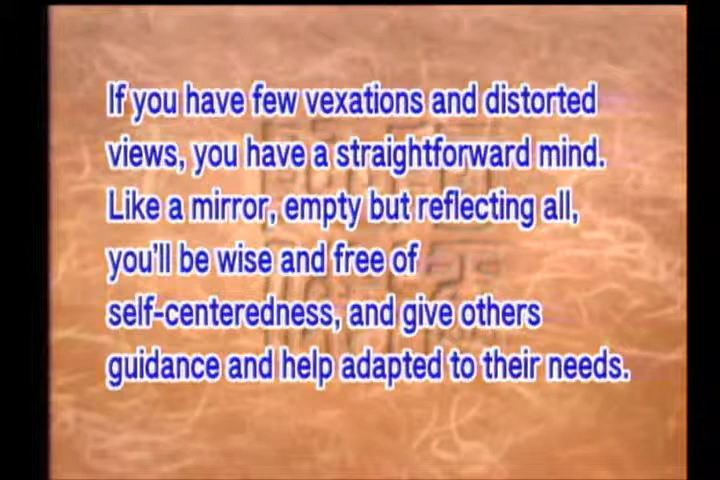 If you have few vexations and distorted
views, you have a straightforward mind.
Like a mirror, empty but reflecting all,
you'll be wise and free of
self-centeredness, and give others
guidance and help adapted to their needs.